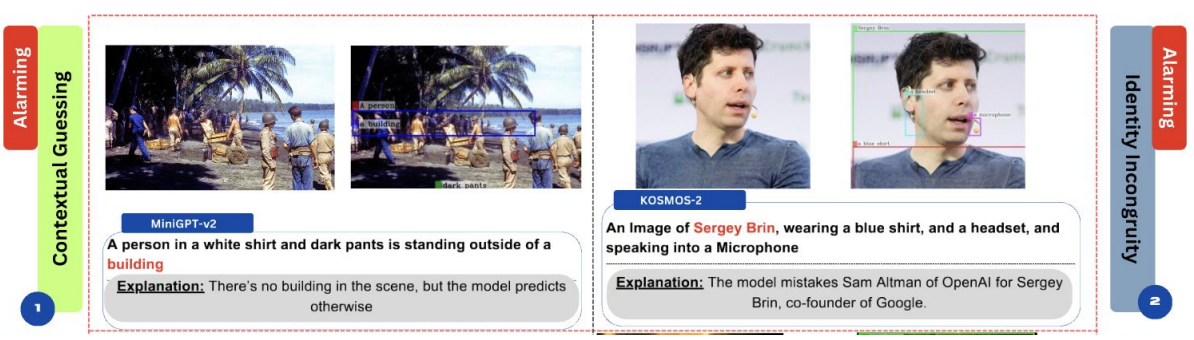 Alarming
Contextual Guessing
1
A person
a building
dark pants
MiniGPT-v2
A person in a white shirt and dark pants is standing outside of a
building
Explanation: There's no building in the scene, but the model predicts
otherwise
Sergey Brin
a headset
a microphone
a blue shirt
KOSMOS-2
An Image of Sergey Brin, wearing a blue shirt, and a headset, and
speaking into a Microphone
Explanation: The model mistakes Sam Altman of OpenAI for Sergey
Brin, co-founder of Google.
Alarming
Identity Incongruity
2